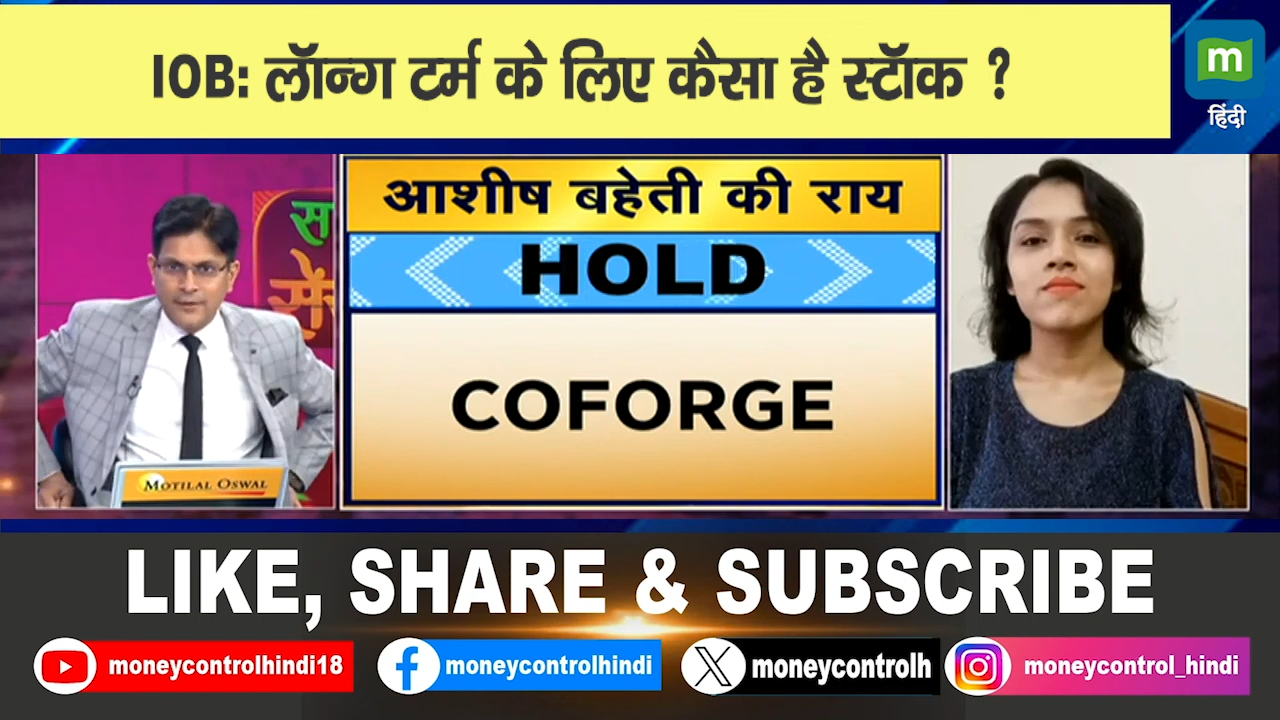 IOB: लॅान्ग टर्म के लिए कैसा है स्टॅाक ?
m
हिंदी
आशीष बहेती की राय
HOLD
COFORGE
MOTILAL OSWAL
LIKE, SHARE & SUBSCRIBE
moneycontrolhindi18
moneycontrolhindi
moneycontrolh
moneycontrol_hindi